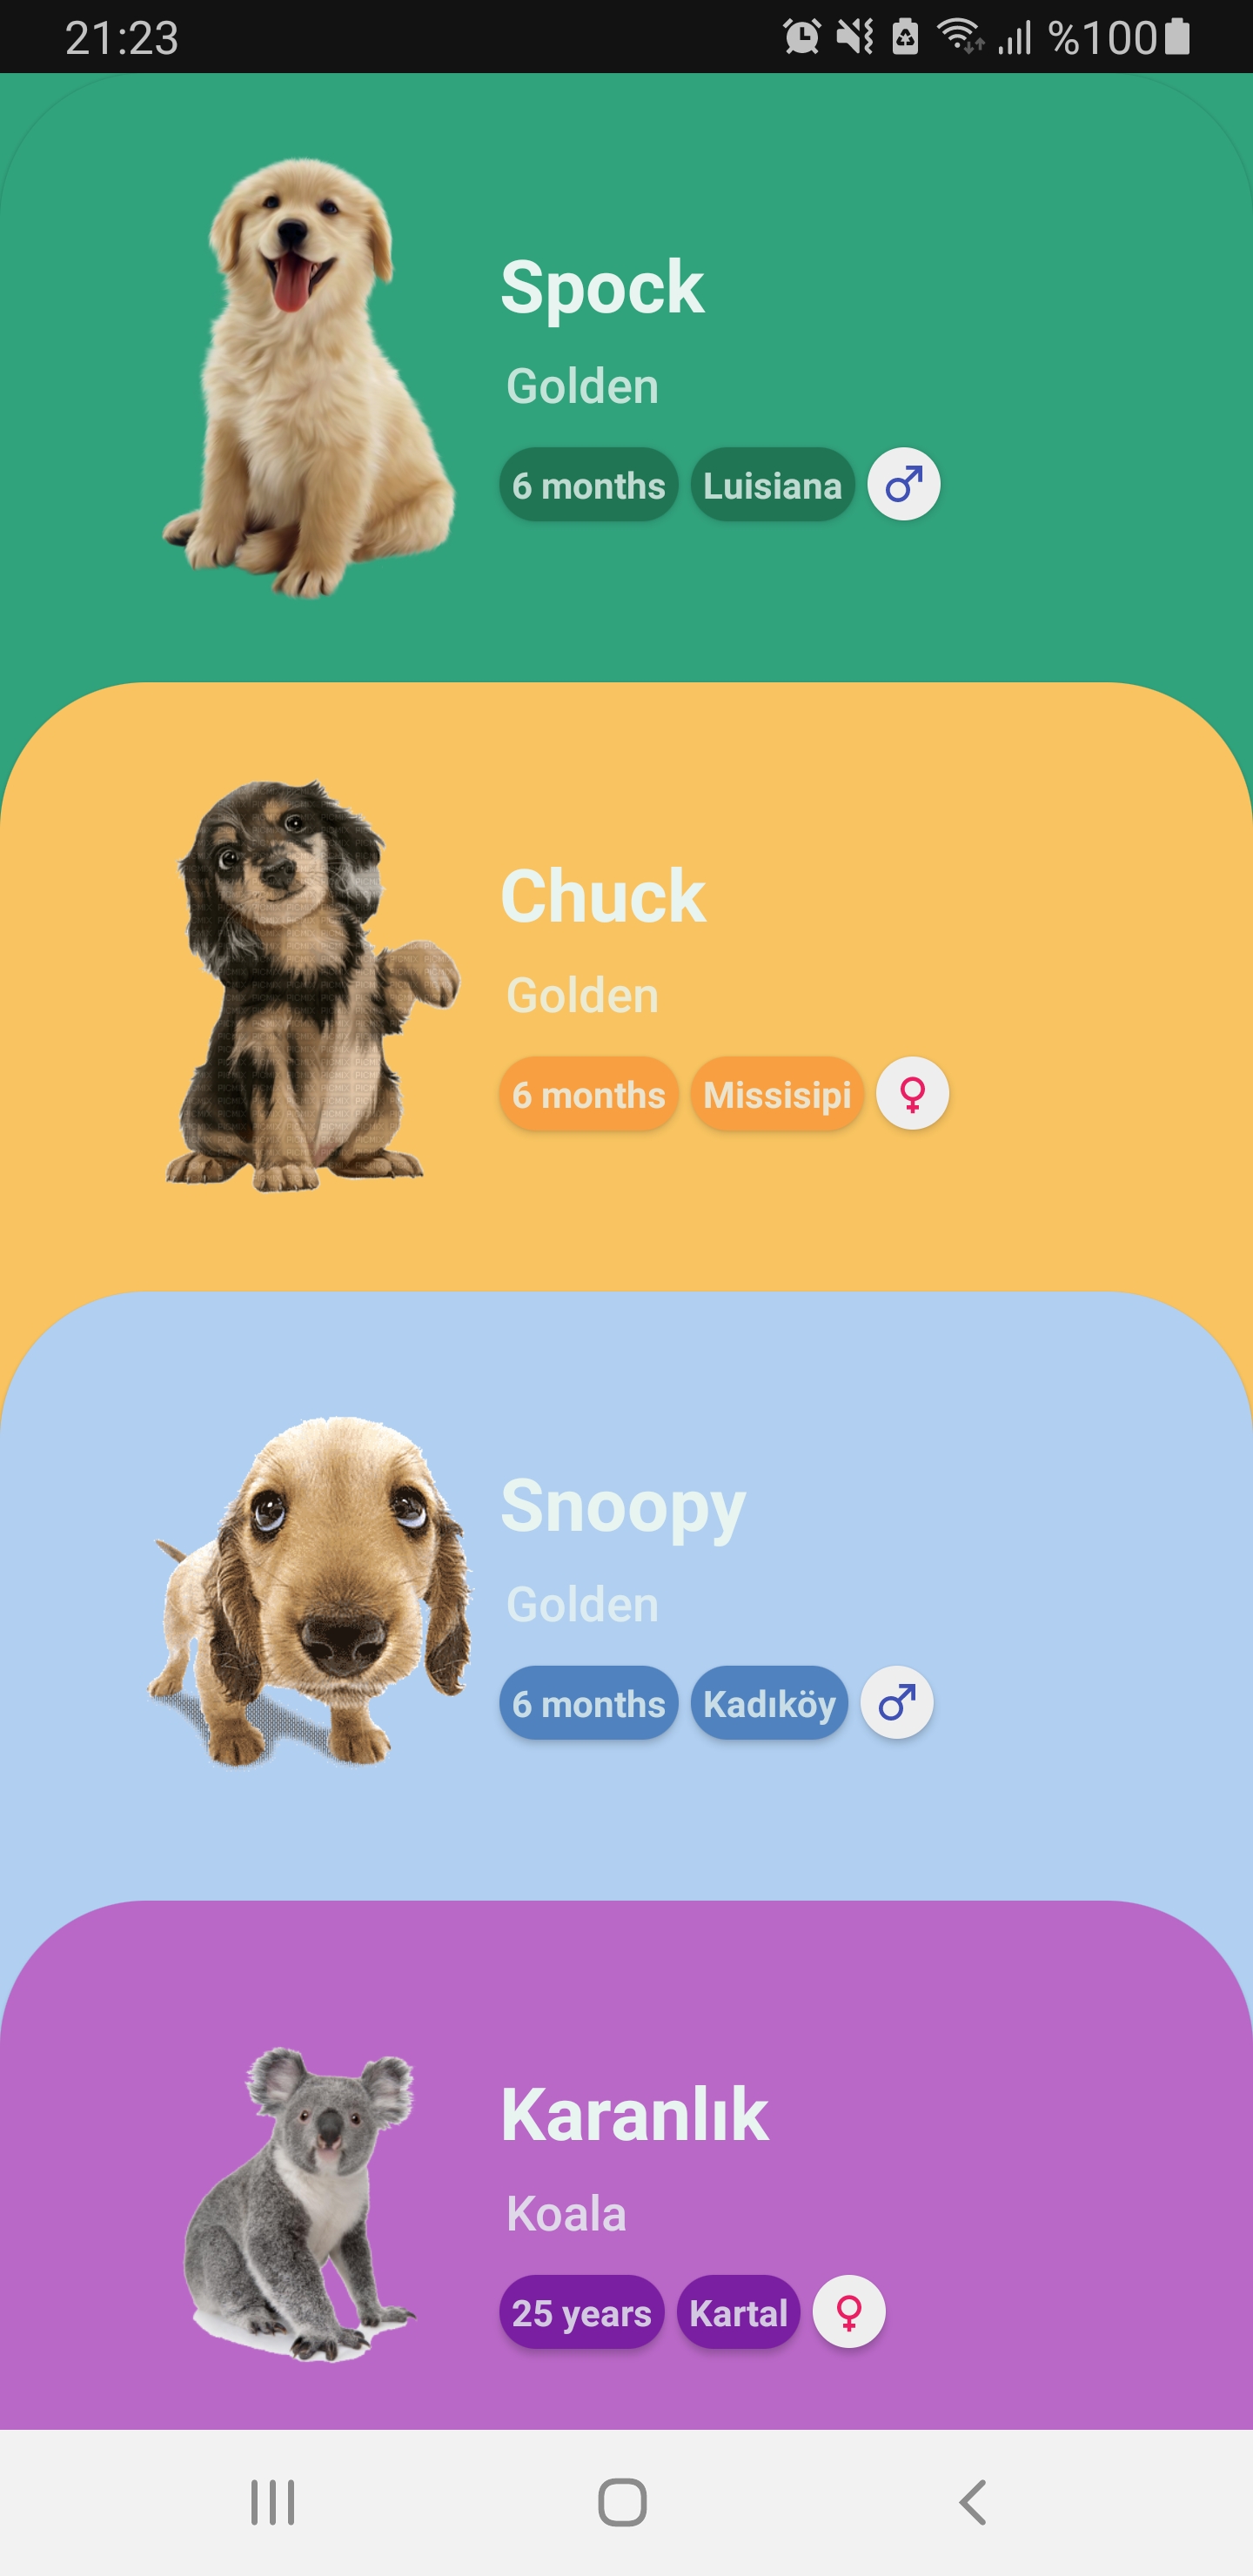 21:23 %100
Spock
Golden
6 months Luisiana
Chuck
Golden
6 months Missisipi
Snoopy
Golden
6 months Kadıköy
Karanlık
Koala
25 years Kartal